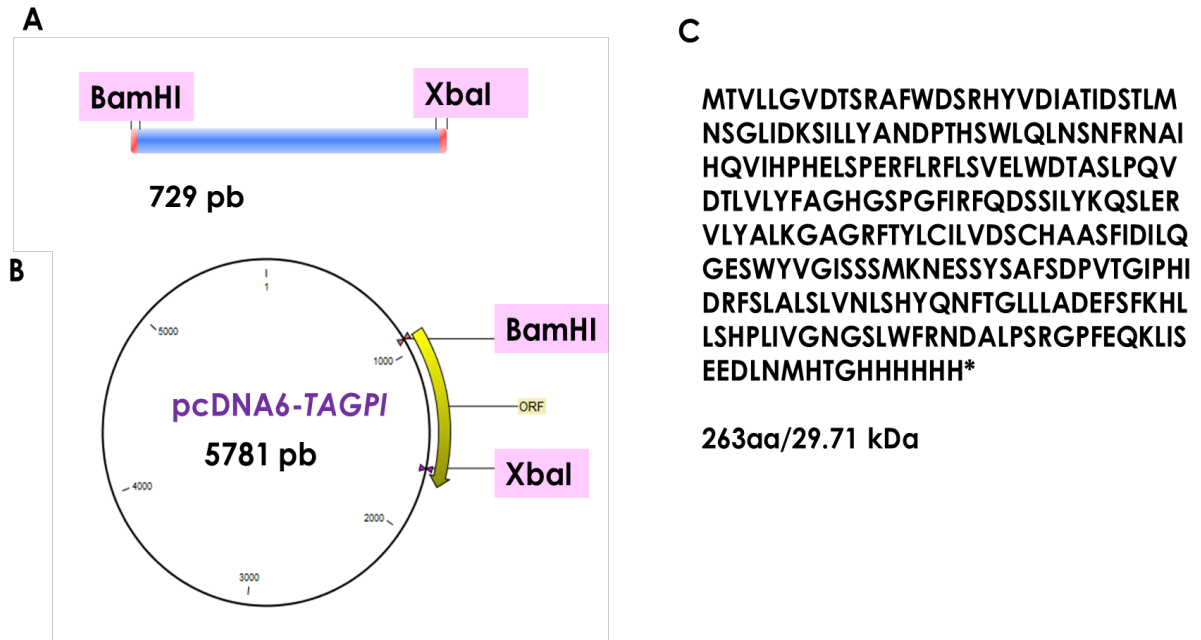 A
BamHI
XbaI
729 pb
B
1
1000
2000
3000
4000
5000
BamHI
ORF
XbaI
pcDNA6-TAGPI
5781 pb
C
MTVLLGVDTSRAFWDSRHYVDIATIDSTLM
NSGLIDKSILLYANDPTHSWLQLNSNFRNAI
HQVIHPHELSPERFLRFLSVELWDTASLPQV
DTLVLYFAGHGSPGFIRFQDSSILYKQSLER
VLYALKGAGRFTYLCILVDSCHAASFIDILQ
GESWYVGISSSMKNESSYSAFSDPVTGIPHI
DRFSLALSLVNLSHYQNFTGLLLADEFSFKHL
LSHPLIVGNGSLWFRNDALPSRGPFEQKLIS
EEDLNMHTGHHHHHH*
263aa/29.71 kDa